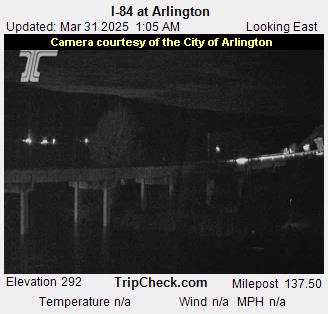 I-84 at Arlington
Updated: Mar 31 2025 1:05 AM Looking East
Camera courtesy of the City of Arlington
Elevation 292 TripCheck.com Milepost 137.50
Temperature n/a Wind n/a MPH n/a